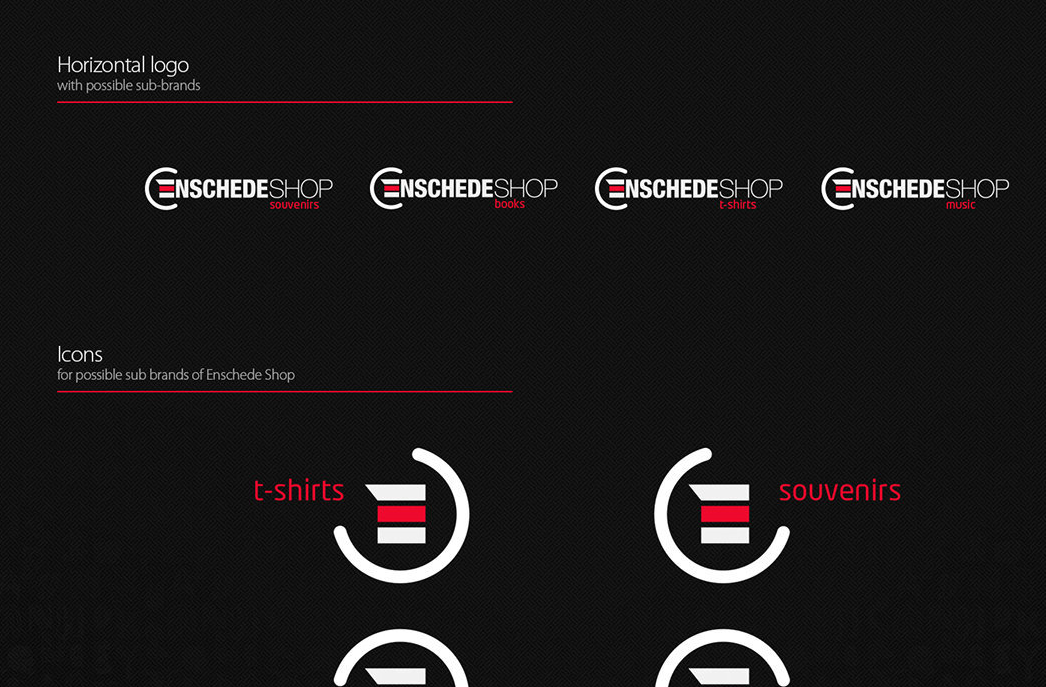 Horizontal logo
with possible sub-brands
ENSCHEDESHOP
souvenirs
ENSCHEDESHOP
books
ENSCHEDESHOP
t-shirts
ENSCHEDESHOP
music
Icons
for possible sub brands of Enschede Shop
t-shirts
souvenirs